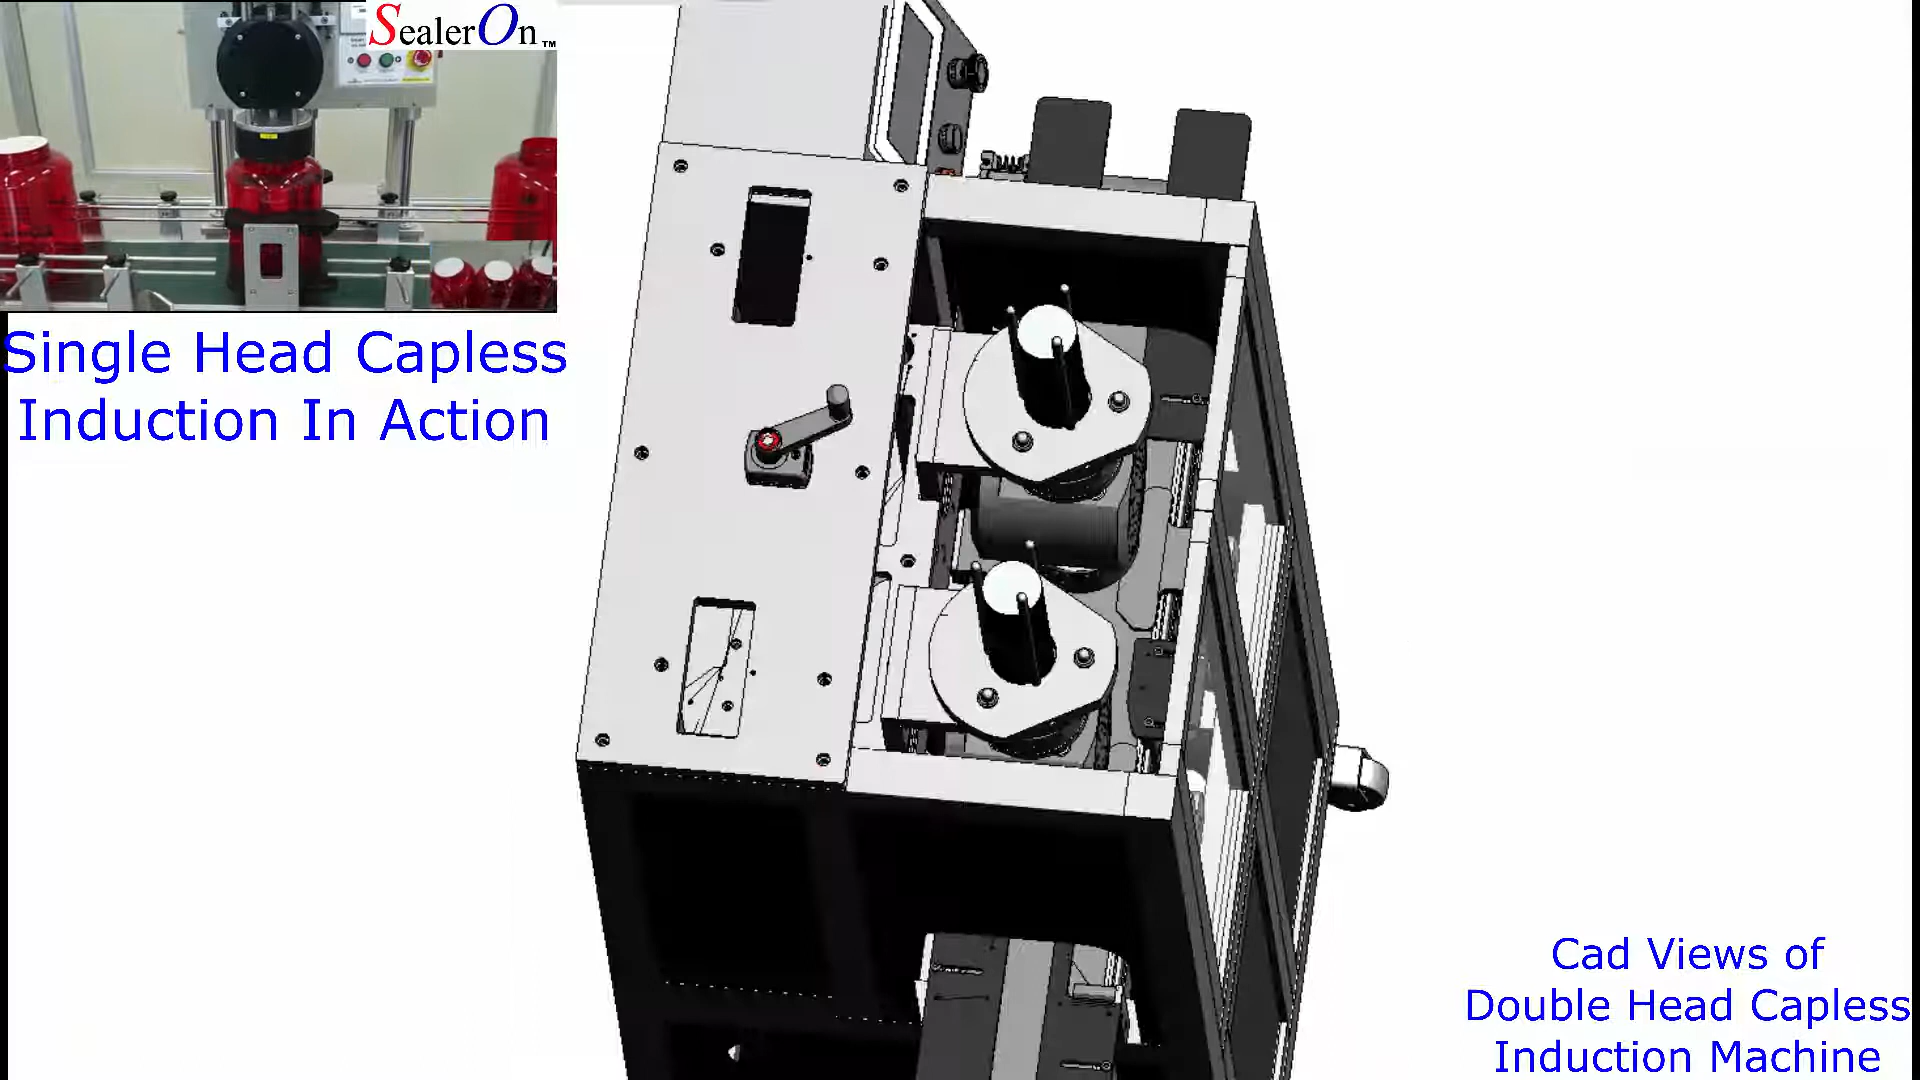 SealerOn™
Single Head Capless
Induction In Action
Cad Views of
Double Head Capless
Induction Machine